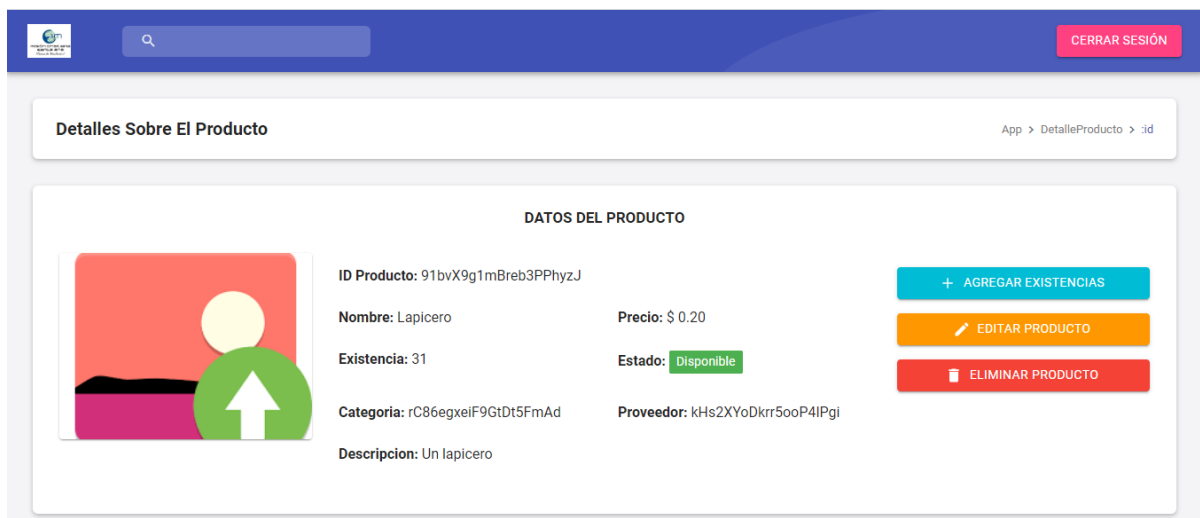 CERRAR SESIÓN
Detalles Sobre El Producto
App > DetalleProducto > :id
DATOS DEL PRODUCTO
ID Producto: 91bvX9g1mBreb3PPhyzJ
Nombre: Lapicero
Precio: $ 0.20
Existencia: 31
Estado: Disponible
Categoria: rC86egxeiF9GtDt5FmAd
Proveedor: kHs2XYoDkrr5ooP4lPgi
Descripcion: Un lapicero
+ AGREGAR EXISTENCIAS
EDITAR PRODUCTO
ELIMINAR PRODUCTO